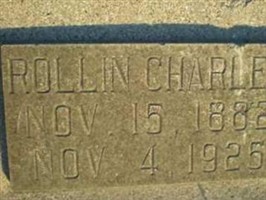 ROLLIN CHARLE
NOV. 15, 1882
NOV. 4, 1925